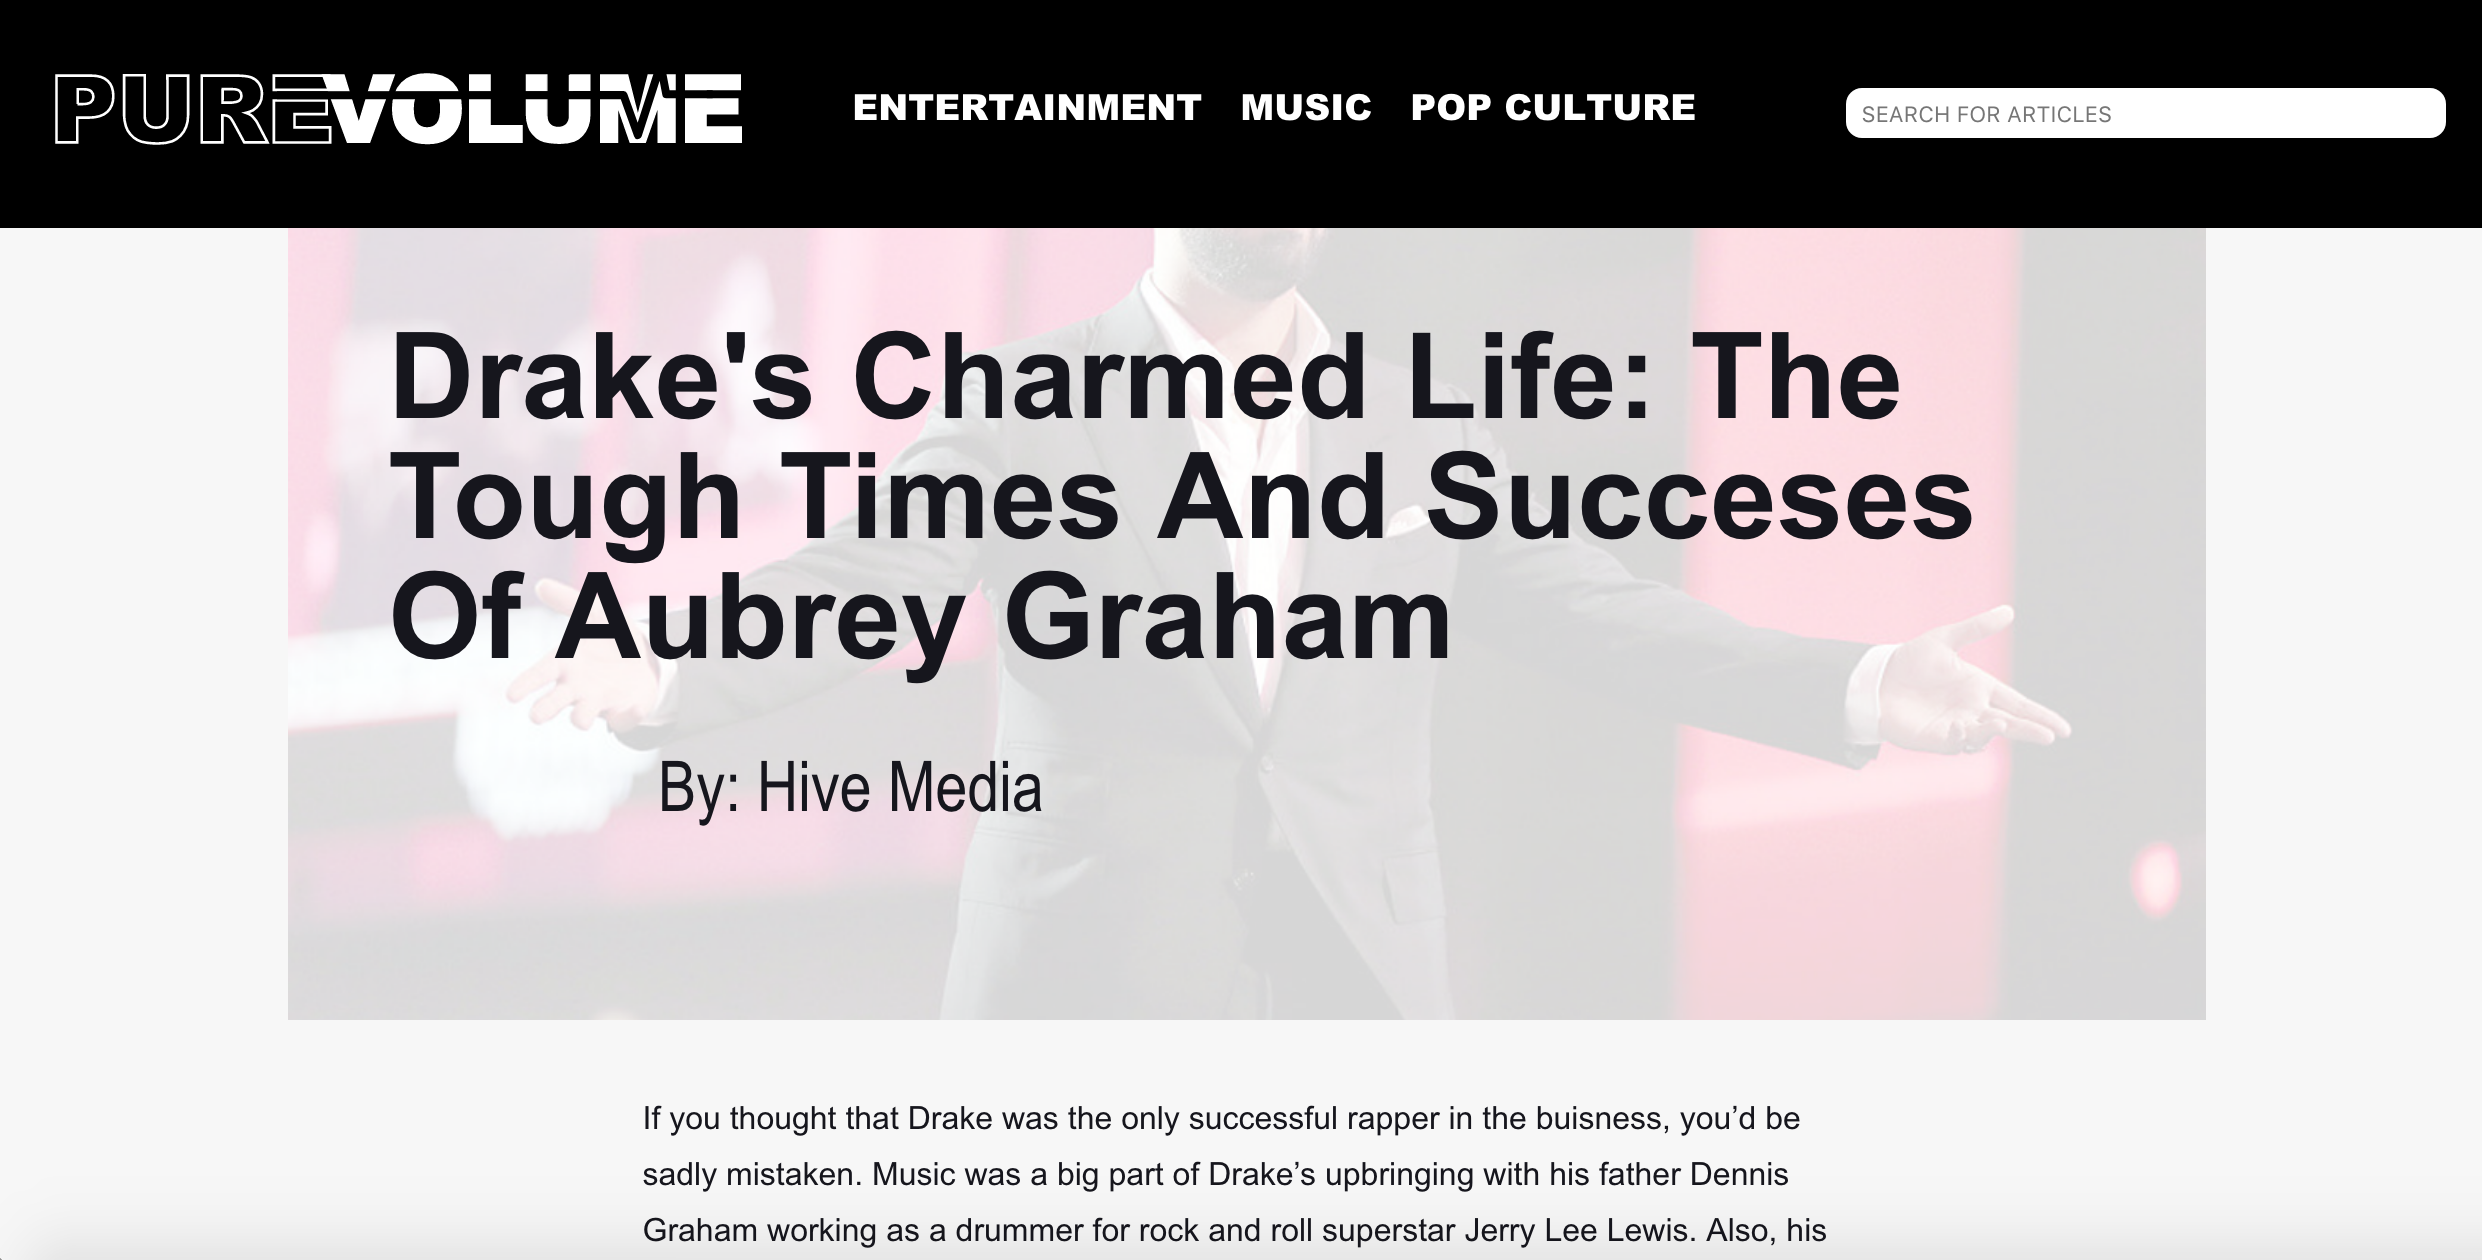 PUREVOLUME
ENTERTAINMENT MUSIC POP CULTURE
SEARCH FOR ARTICLES
Drake's Charmed Life: The
Tough Times And Succeses
Of Aubrey Graham
By: Hive Media
If you thought that Drake was the only successful rapper in the buisness, you’d be
sadly mistaken. Music was a big part of Drake’s upbringing with his father Dennis
Graham working as a drummer for rock and roll superstar Jerry Lee Lewis. Also, his